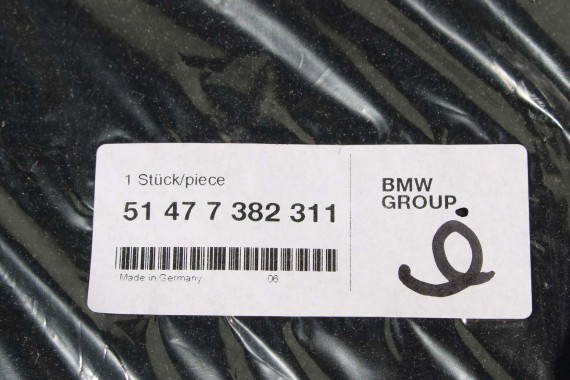 1 Stück/piece
51 47 7 382 311
Made in Germany 06
BMW
GROUP